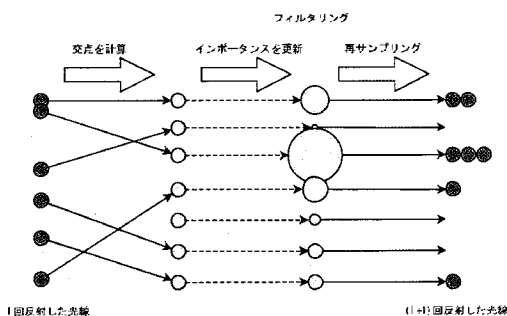 フィルタリング
交点を計算
インポータンスを更新
再サンプリング
i回反射した光線
(i+1)回反射した光線